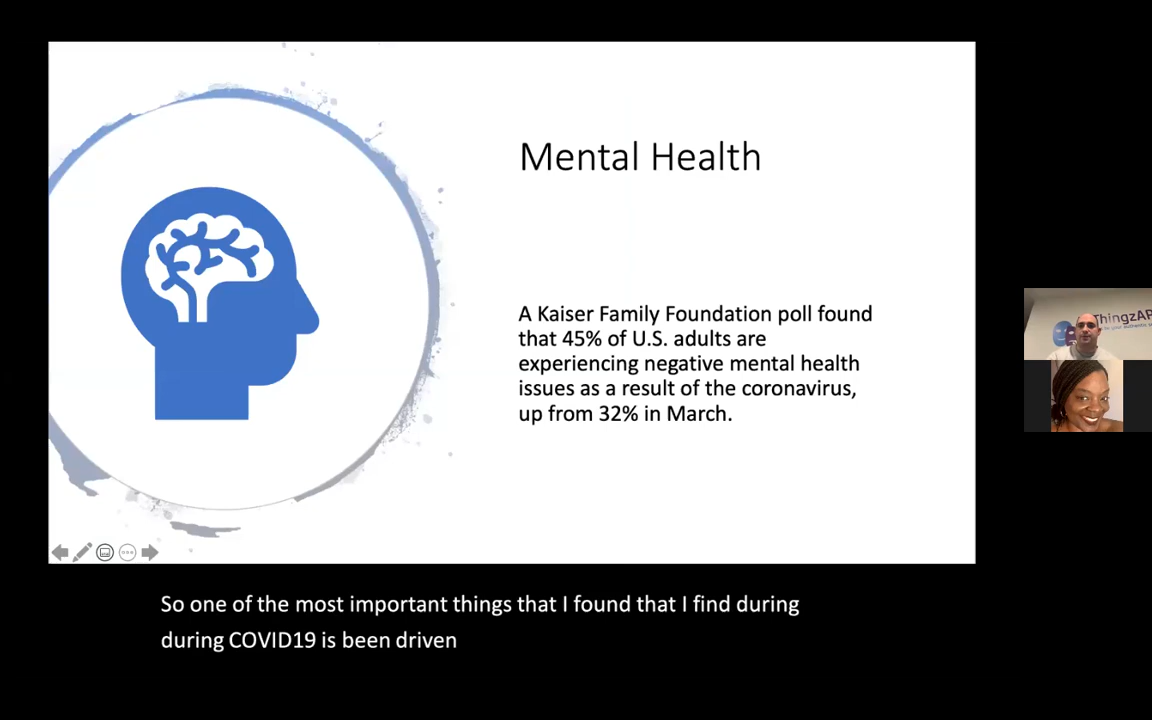 Mental Health
A Kaiser Family Foundation poll found
that 45% of U.S. adults are
experiencing negative mental health
issues as a result of the coronavirus,
up from 32% in March.
So one of the most important things that I found that I find during
during COVID19 is been driven